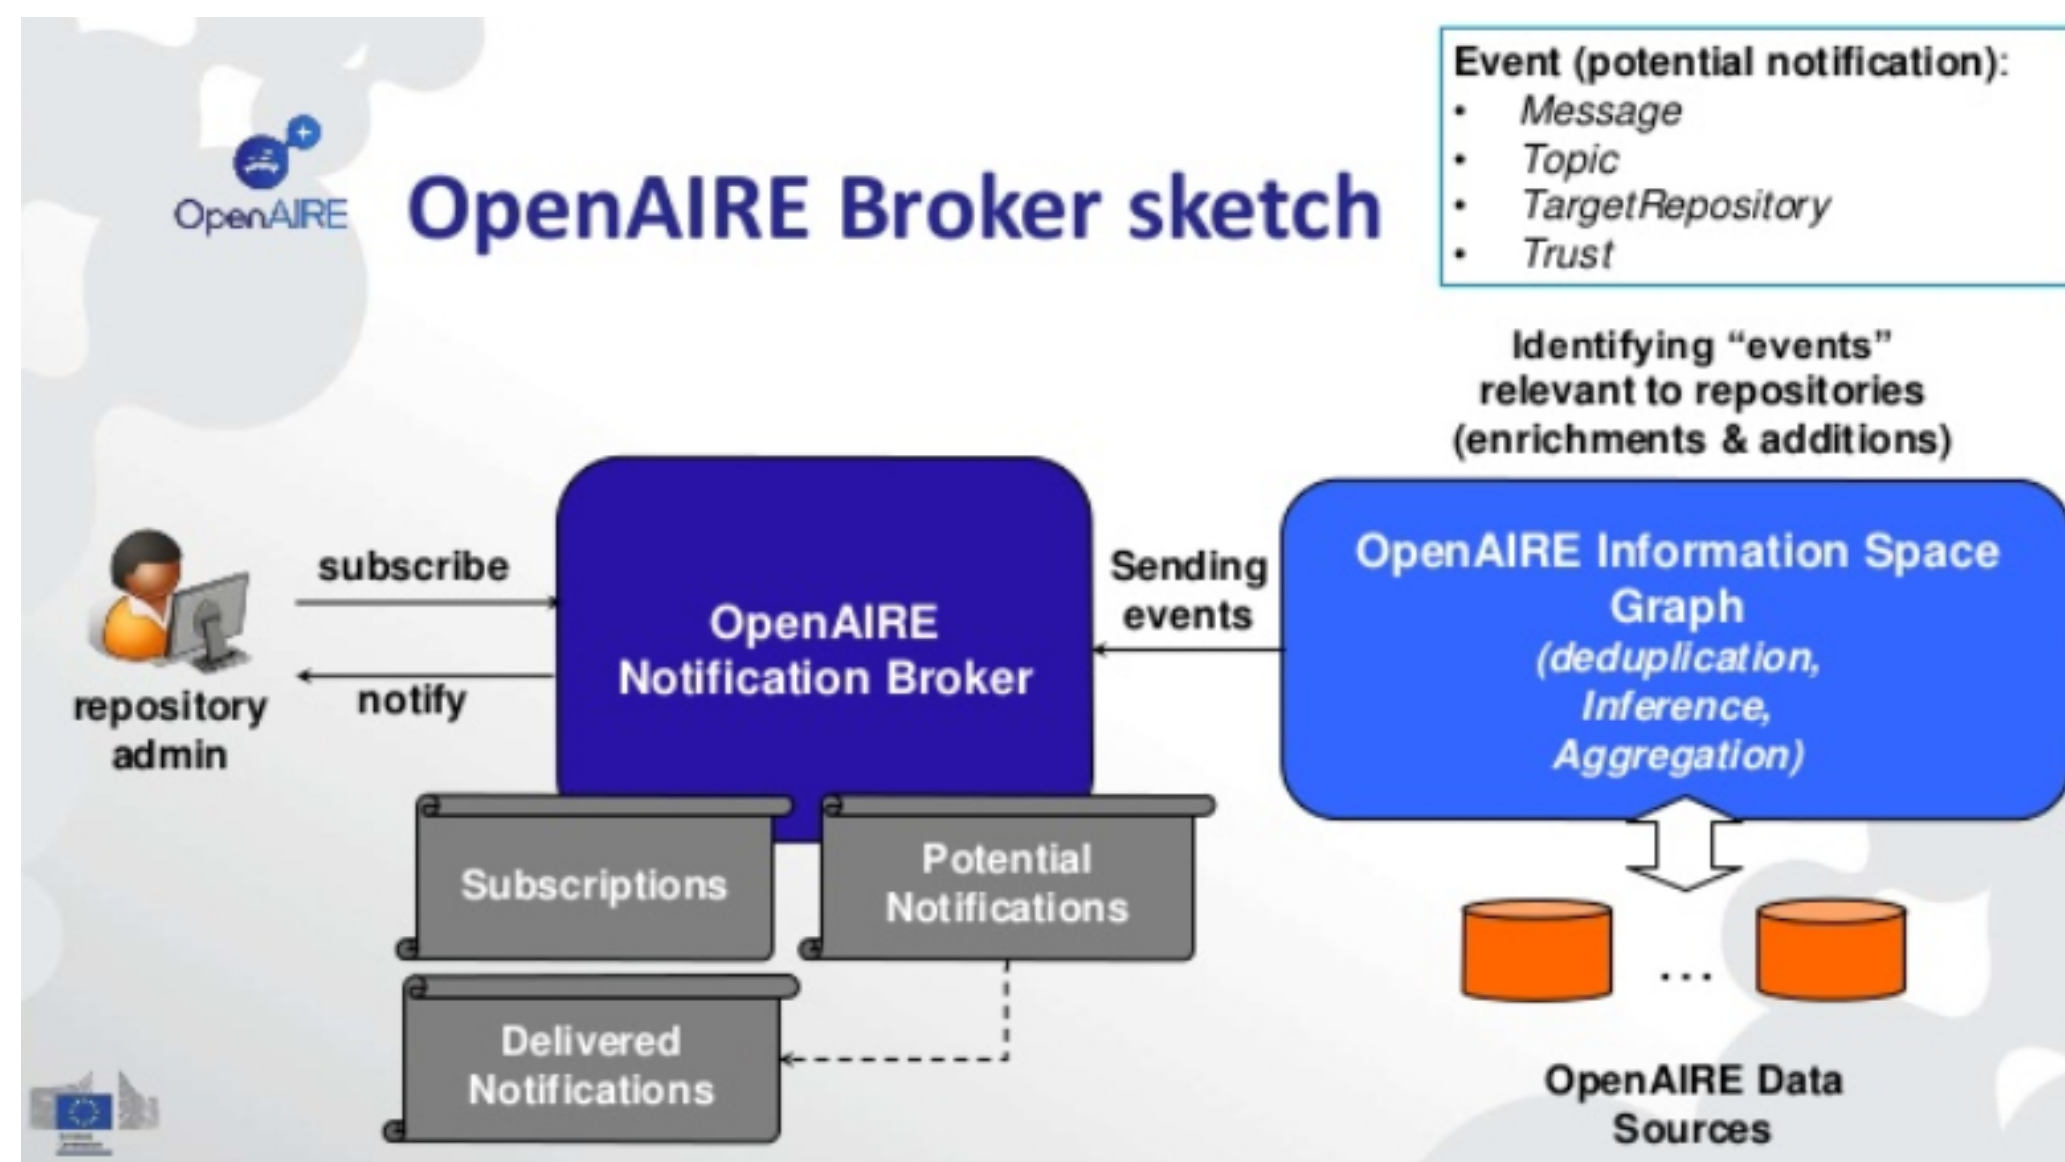 OpenAIRE
OpenAIRE Broker sketch
Event (potential notification):
• Message
• Topic
• TargetRepository
• Trust
Identifying “events”
relevant to repositories
(enrichments & additions)
repository
admin
subscribe
notify
OpenAIRE
Notification Broker
Sending
events
OpenAIRE Information Space
Graph
(deduplication,
Inference,
Aggregation)
Subscriptions
Potential
Notifications
Delivered
Notifications
...
OpenAIRE Data
Sources